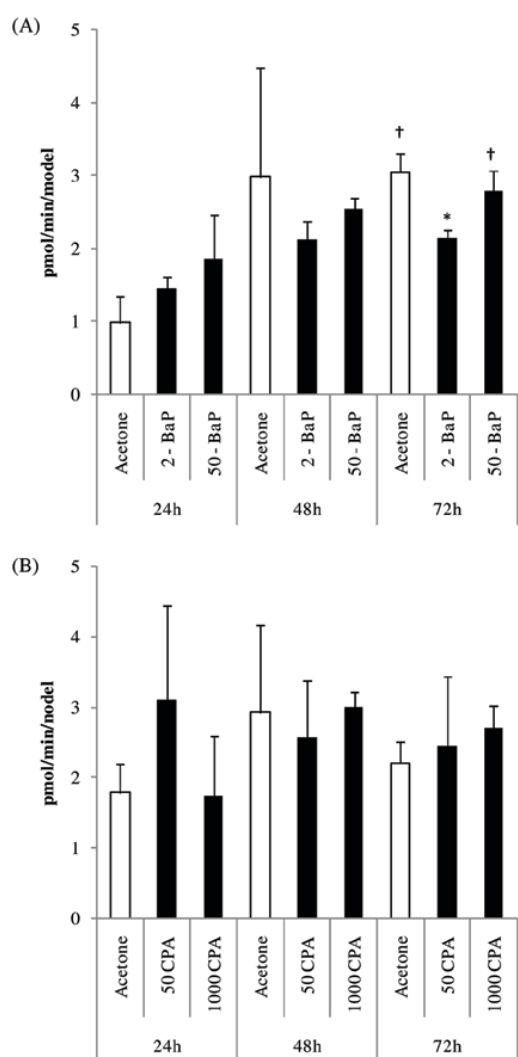 (A)
pmol/min/model
5
4
3
2
1
0
†
*
†
Acetone
2 - BaP
50 - BaP
Acetone
2 - BaP
50 - BaP
Acetone
2 - BaP
50 - BaP
24h
48h
72h
(B)
pmol/min/nodel
5
4
3
2
1
0
Acetone
50 CPA
1000 CPA
Acetone
50 CPA
1000 CPA
Acetone
50 CPA
1000 CPA
24h
48h
72h